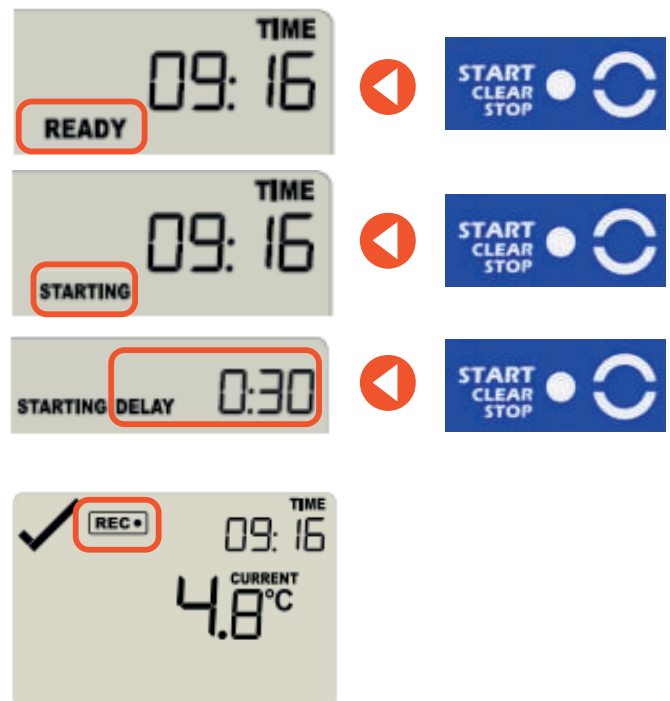 TIME
09:16
READY
START
CLEAR
STOP
TIME
09:16
STARTING
START
CLEAR
STOP
STARTING DELAY 0:30
START
CLEAR
STOP
REC•
TIME
09:16
CURRENT
4.8°C